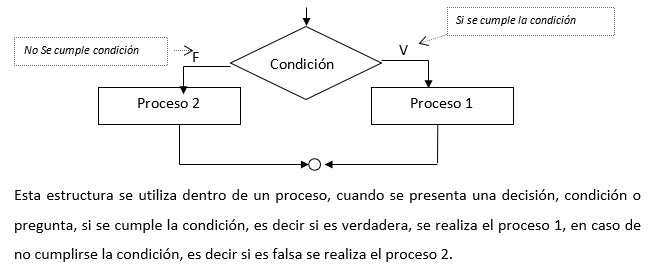 Si se cumple la condición
No Se cumple condición
F
V
Condición
Proceso 2
Proceso 1
Esta estructura se utiliza dentro de un proceso, cuando se presenta una decisión, condición o
pregunta, si se cumple la condición, es decir si es verdadera, se realiza el proceso 1, en caso de
no cumplirse la condición, es decir si es falsa se realiza el proceso 2.